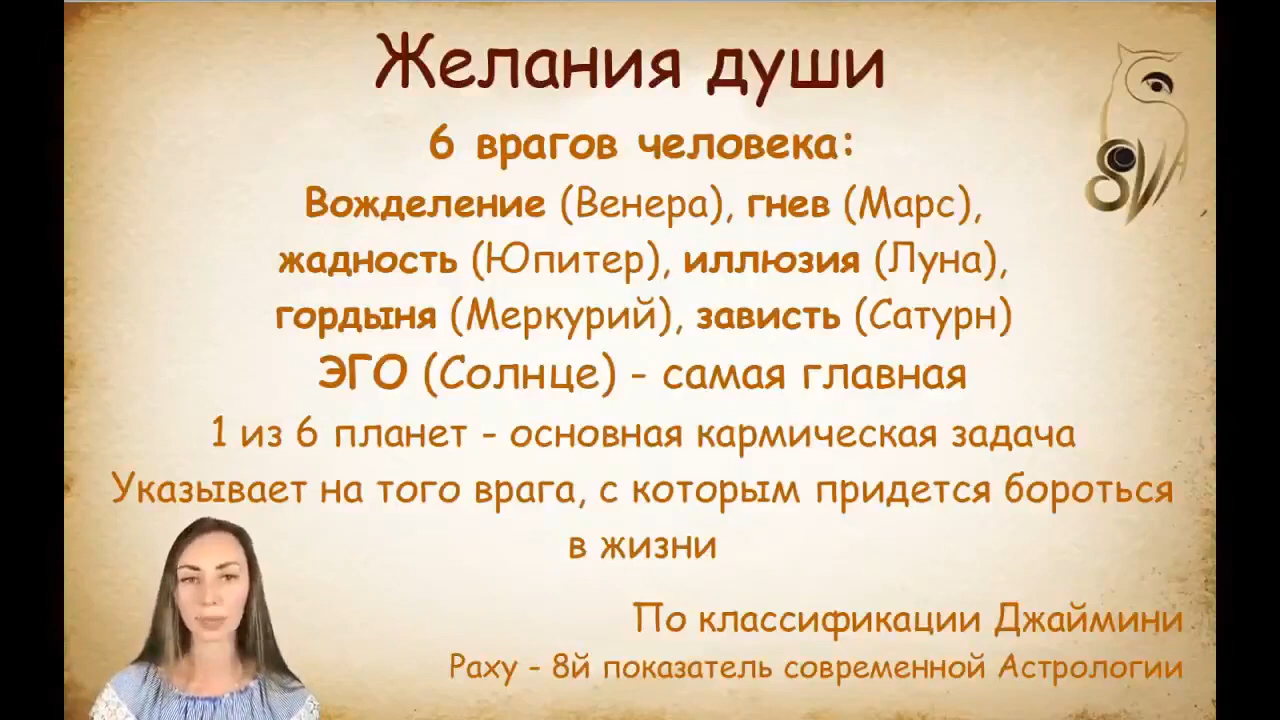 Желания души
6 врагов человека:
Вожделение (Венера), гнев (Марс),
жадность (Юпитер), иллюзия (Луна),
гордыня (Меркурий), зависть (Сатурн)
ЭГО (Солнце) - самая главная
1 из 6 планет - основная кармическая задача
Указывает на того врага, с которым придется бороться
в жизни
По классификации Джаймини
Раху - 8й показатель современной Астрологии
SVA